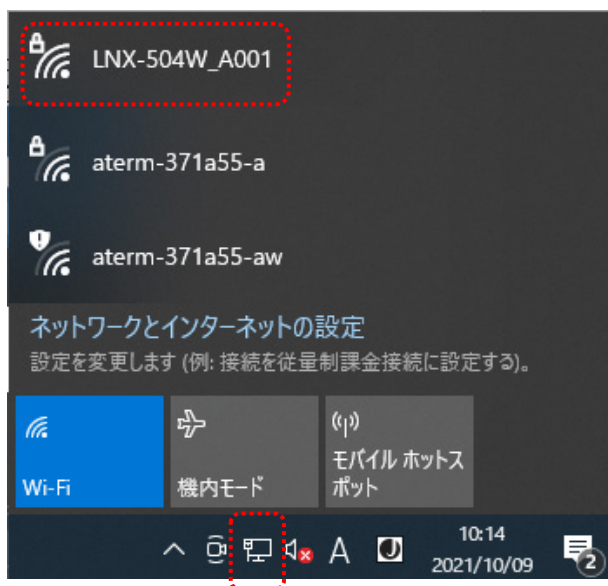 LNX-504W_A001
aterm-371a55-a
aterm-371a55-aw
ネットワークとインターネットの設定
設定を変更します (例: 接続を従量制課金接続に設定する)。
Wi-Fi
機内モード
モバイル ホットス
ポット
A
J
10:14
2021/10/09
2